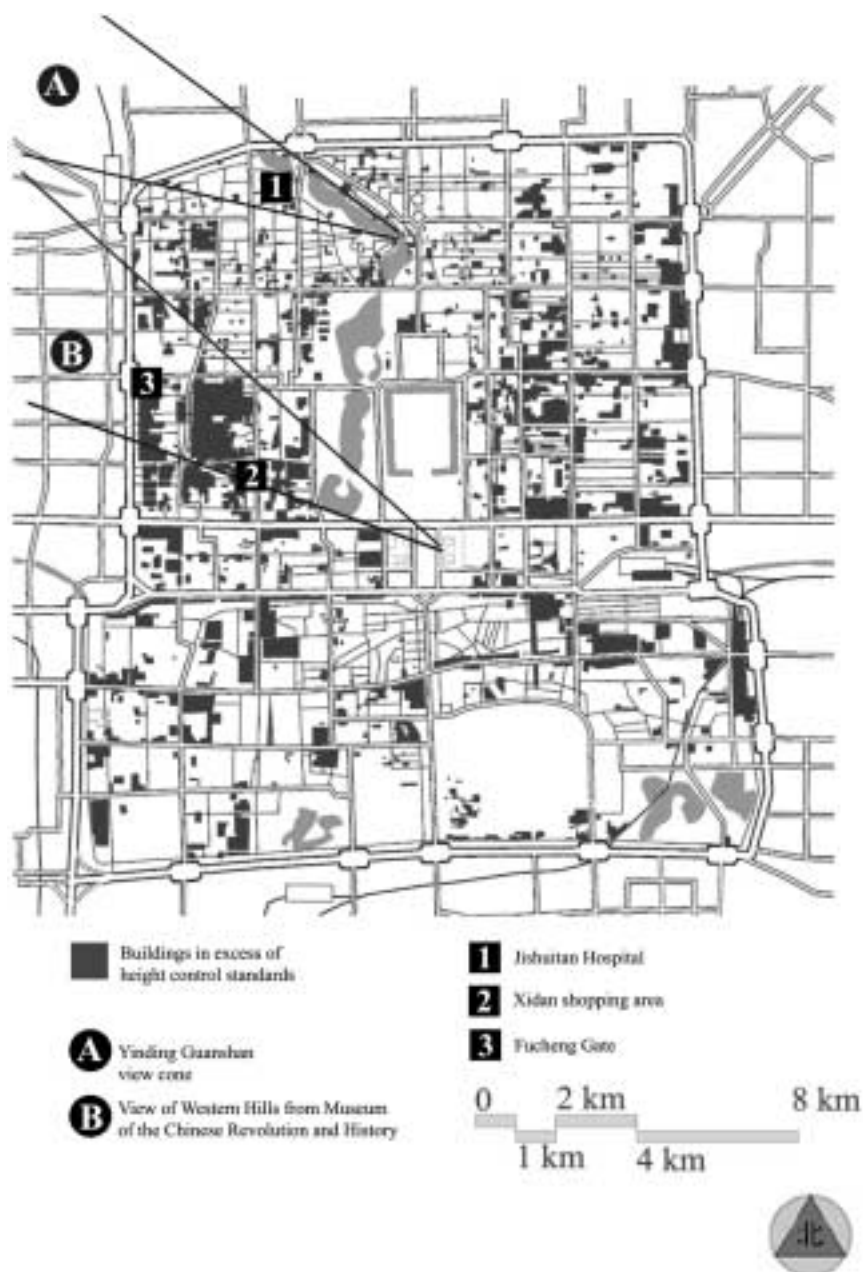 A
1
B
3
2
Buildings in excess of
height control standards
A Yinding Guanshan
view cone
B View of Western Hills from Museum
of the Chinese Revolution and History
1 Jishuitan Hospital
2 Xidan shopping area
3 Fucheng Gate
0 2 km 8 km
1 km 4 km
北